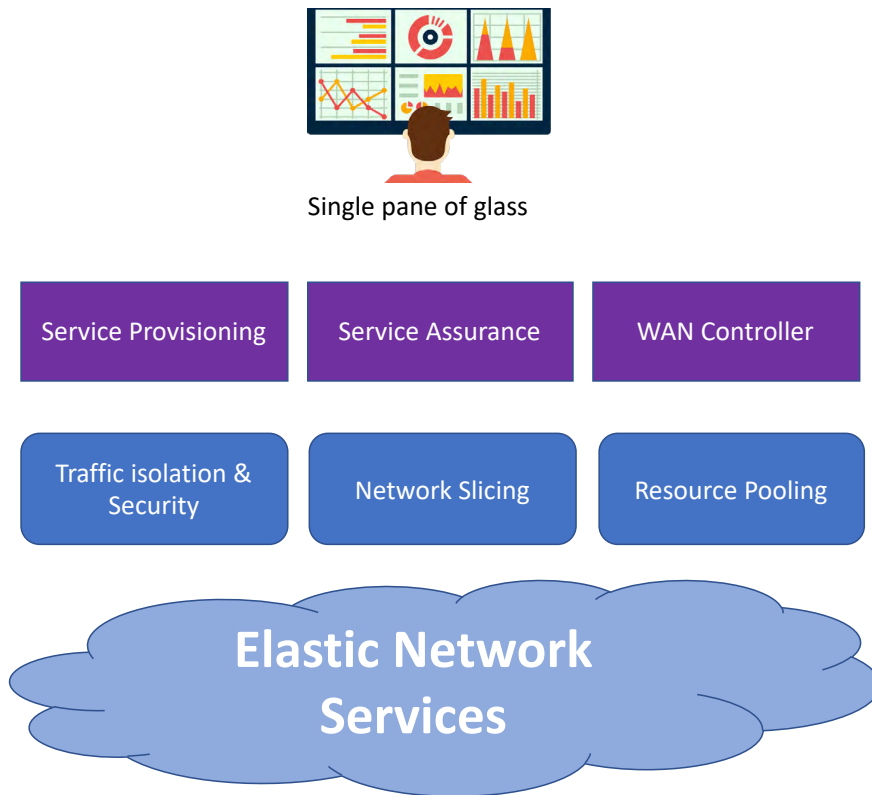 Single pane of glass
Service Provisioning
Service Assurance
WAN Controller
Traffic isolation &
Security
Network Slicing
Resource Pooling
Elastic Network
Services